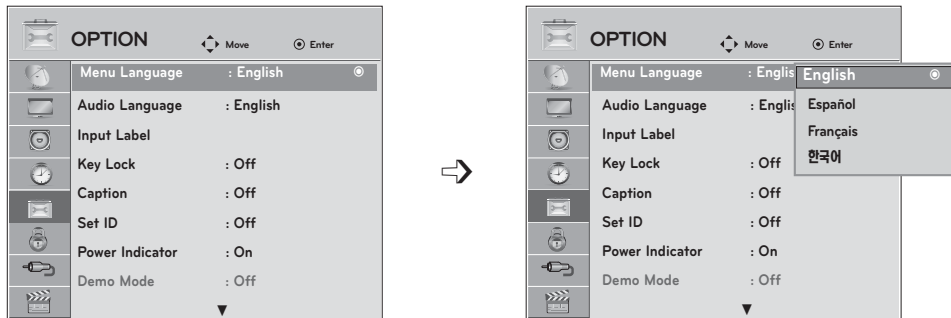 OPTION Move Enter
Menu Language : English
Audio Language : English
Input Label
Key Lock : Off
Caption : Off
Set ID : Off
Power Indicator : On
Demo Mode : Off
OPTION Move Enter
Menu Language : Englis
Audio Language : Englis
Input Label
Key Lock : Off
Caption : Off
Set ID : Off
Power Indicator : On
Demo Mode : Off
English
Español
Français
한국어